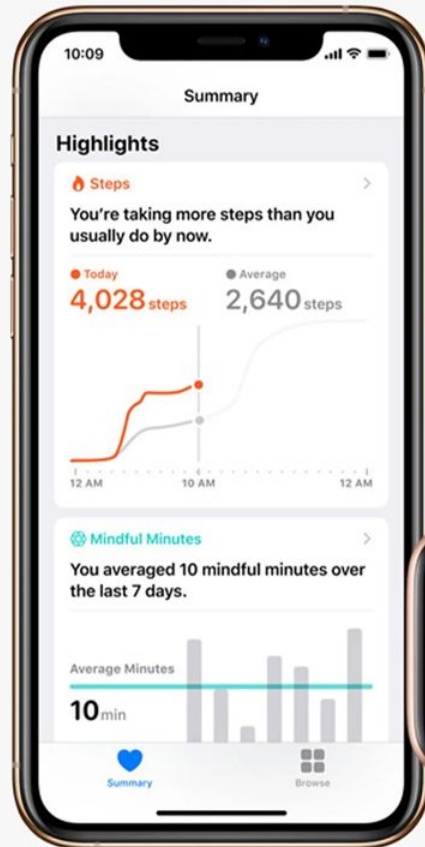 10:09
Summary
Highlights
Steps
You're taking more steps than you
usually do by now.
Today
4,028 steps
Average
2,640 steps
12 AM
10 AM
12 AM
Mindful Minutes
You averaged 10 mindful minutes over
the last 7 days.
Average Minutes
10 min
Summary
Browse